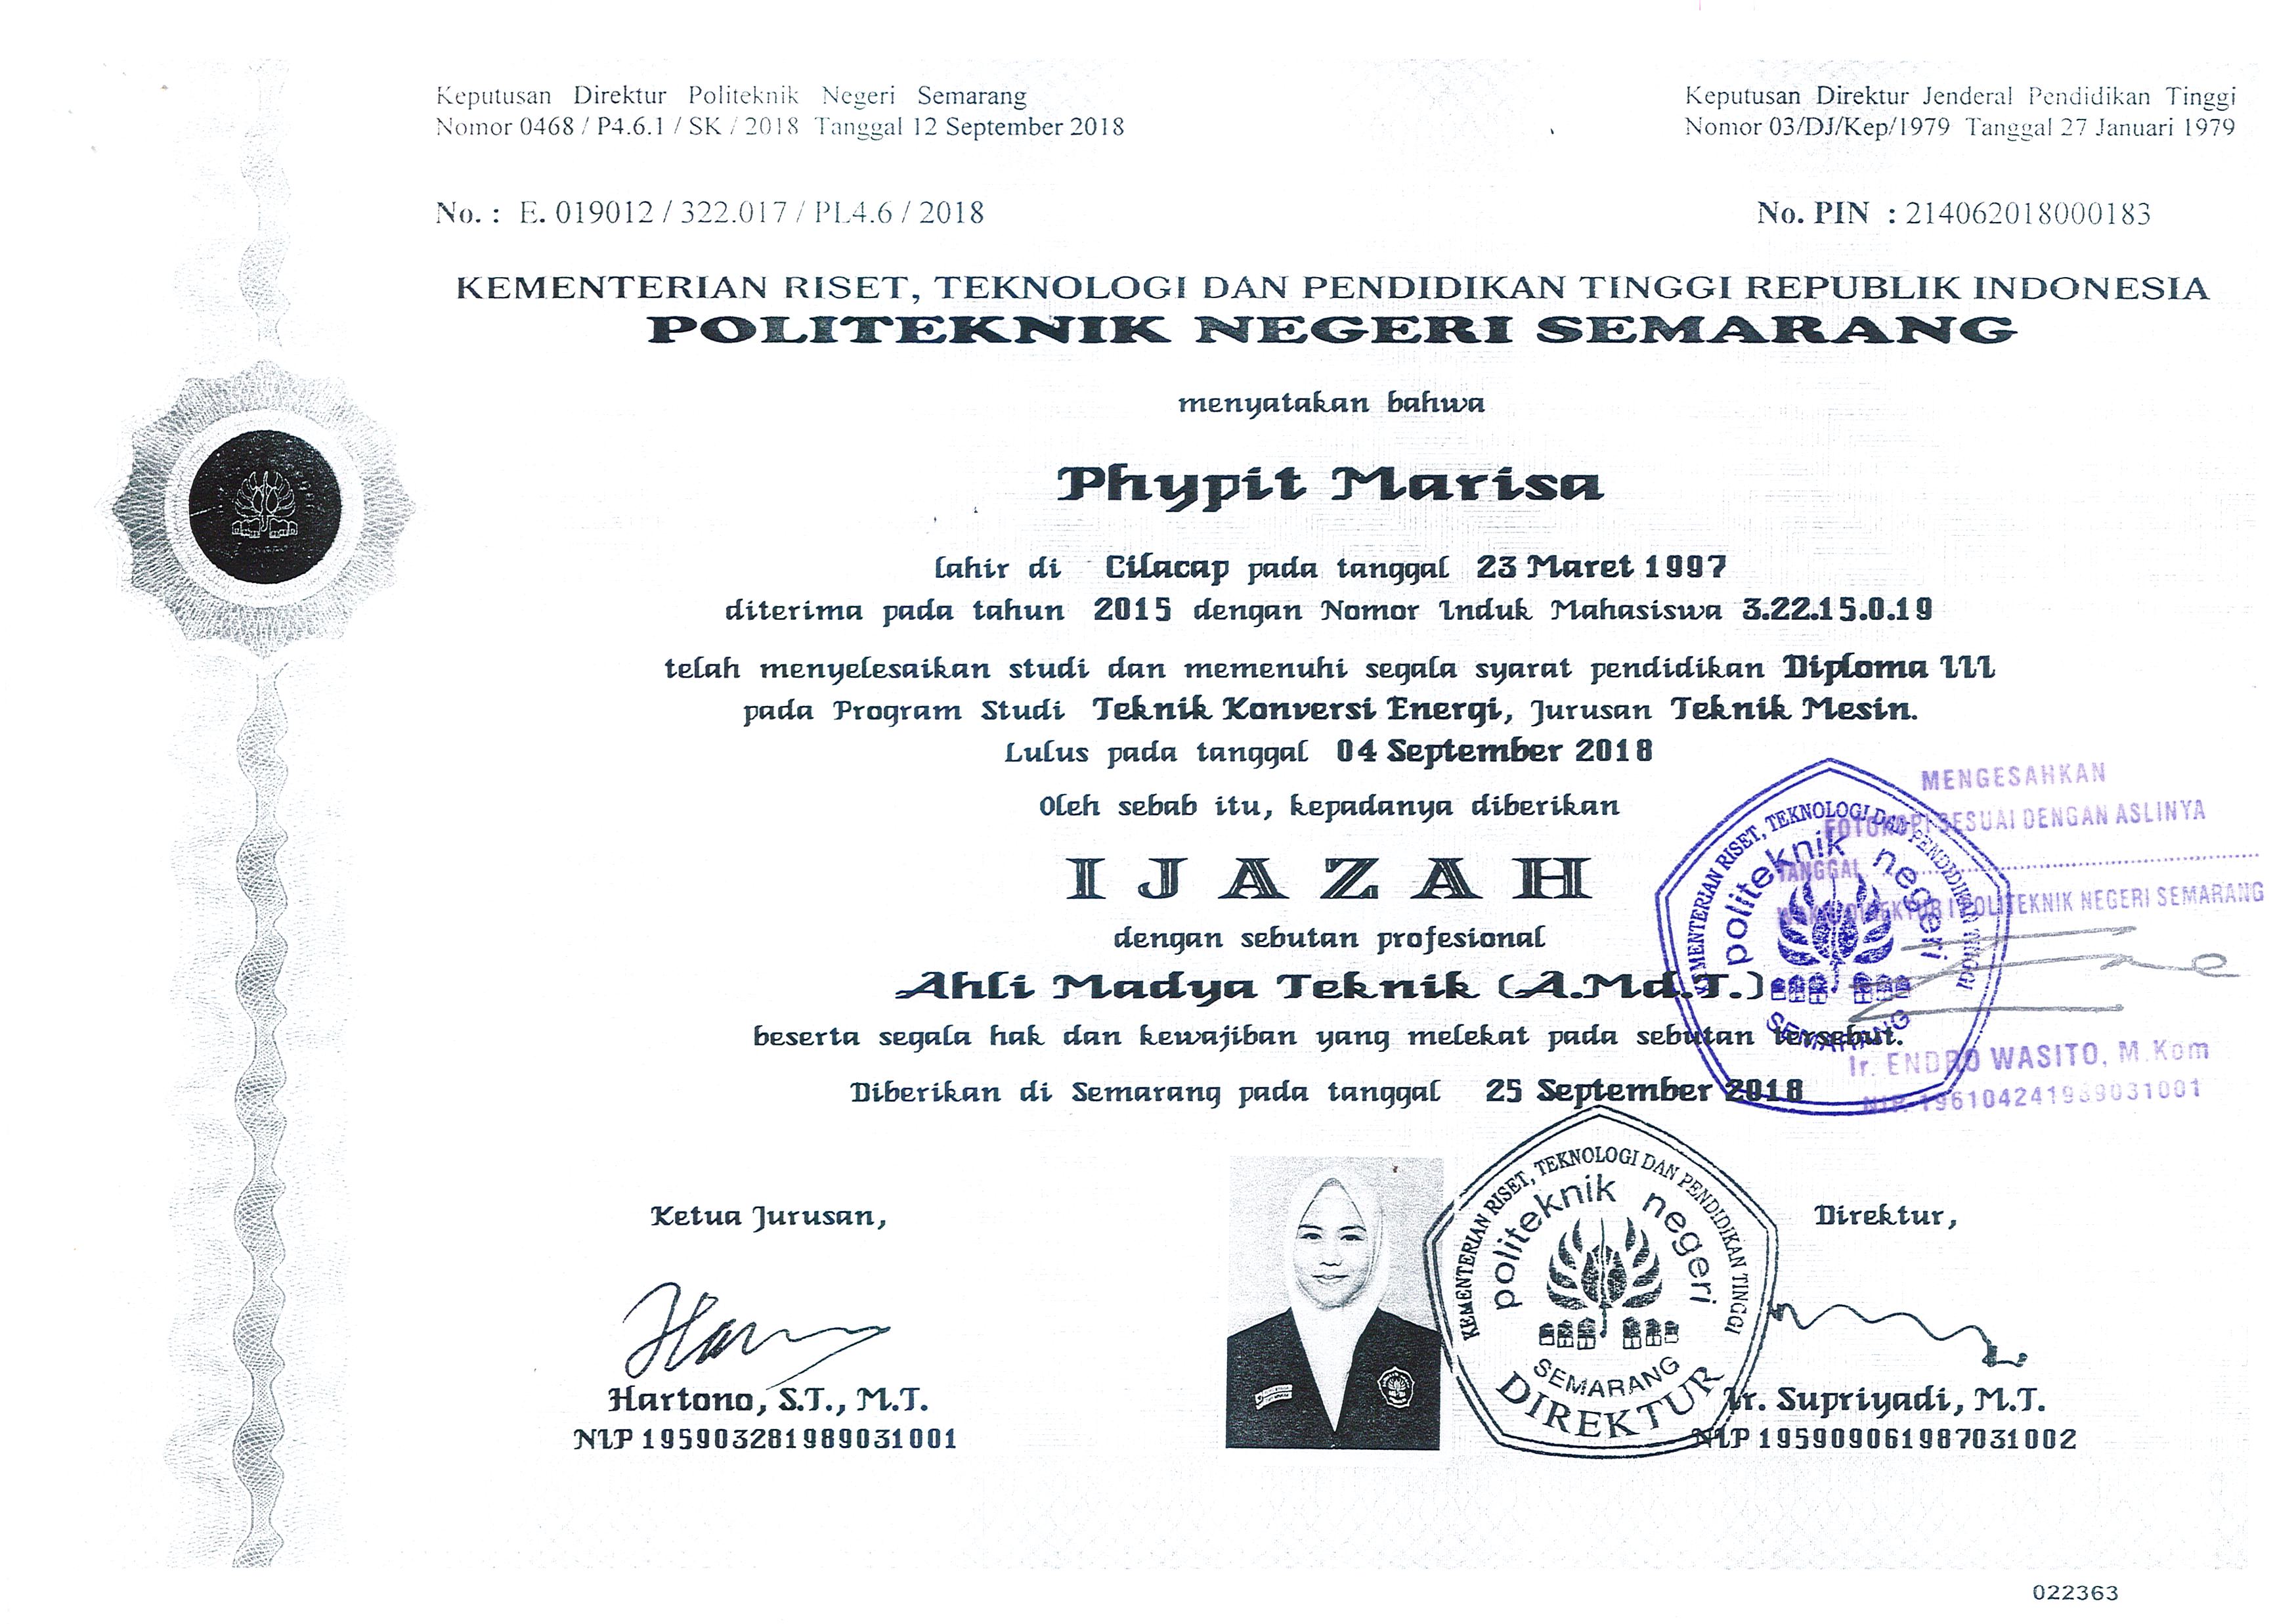 Keputusan Direktur Politeknik Negeri Semarang
Nomor 0468 / P4.6.1 / SK / 2018 Tanggal 12 September 2018
Keputusan Direktur Jenderal Pendidikan Tinggi
Nomor 03/DJ/Kep/1979 Tanggal 27 Januari 1979
No. : E. 019012 / 322.017 / PL4.6 / 2018
No. PIN : 214062018000183
KEMENTERIAN RISET, TEKNOLOGI DAN PENDIDIKAN TINGGI REPUBLIK INDONESIA
POLITEKNIK NEGERI SEMARANG
menyatakan bahwa
Phypit Marisa
lahir di Cilacap pada tanggal 23 Maret 1997
diterima pada tahun 2015 dengan Nomor Induk Mahasiswa 3.22.15.0.19
telah menyelesaikan studi dan memenuhi segala syarat pendidikan Diploma III
pada Program Studi Teknik Konversi Energi, Jurusan Teknik Mesin.
Lulus pada tanggal 04 September 2018
Oleh sebab itu, kepadanya diberikan
IJAZAH
dengan sebutan profesional
Ahli Madya Teknik (A.Md.T.)
beserta segala hak dan kewajiban yang melekat pada sebutan tersebut.
Diberikan di Semarang pada tanggal 25 September 2018
MENGESAHKAN
FOTOKOPI SESUAI DENGAN ASLINYA
TANGGAL
WAKIL DIREKTUR I POLITEKNIK NEGERI SEMARANG
Ir. ENDRO WASITO, M.Kom
NIP. 196104241989031001
KEMENTERIAN RISET, TEKNOLOGI DAN PENDIDIKAN TINGGI
politeknik negeri
SEMARANG
Ketua Jurusan,
Hartono, S.T., M.T.
NIP 195903281989031001
KEMENTERIAN RISET, TEKNOLOGI DAN PENDIDIKAN TINGGI
politeknik negeri
SEMARANG
DIREKTUR
Direktur,
Ir. Supriyadi, M.T.
NIP 195909061987031002
022363